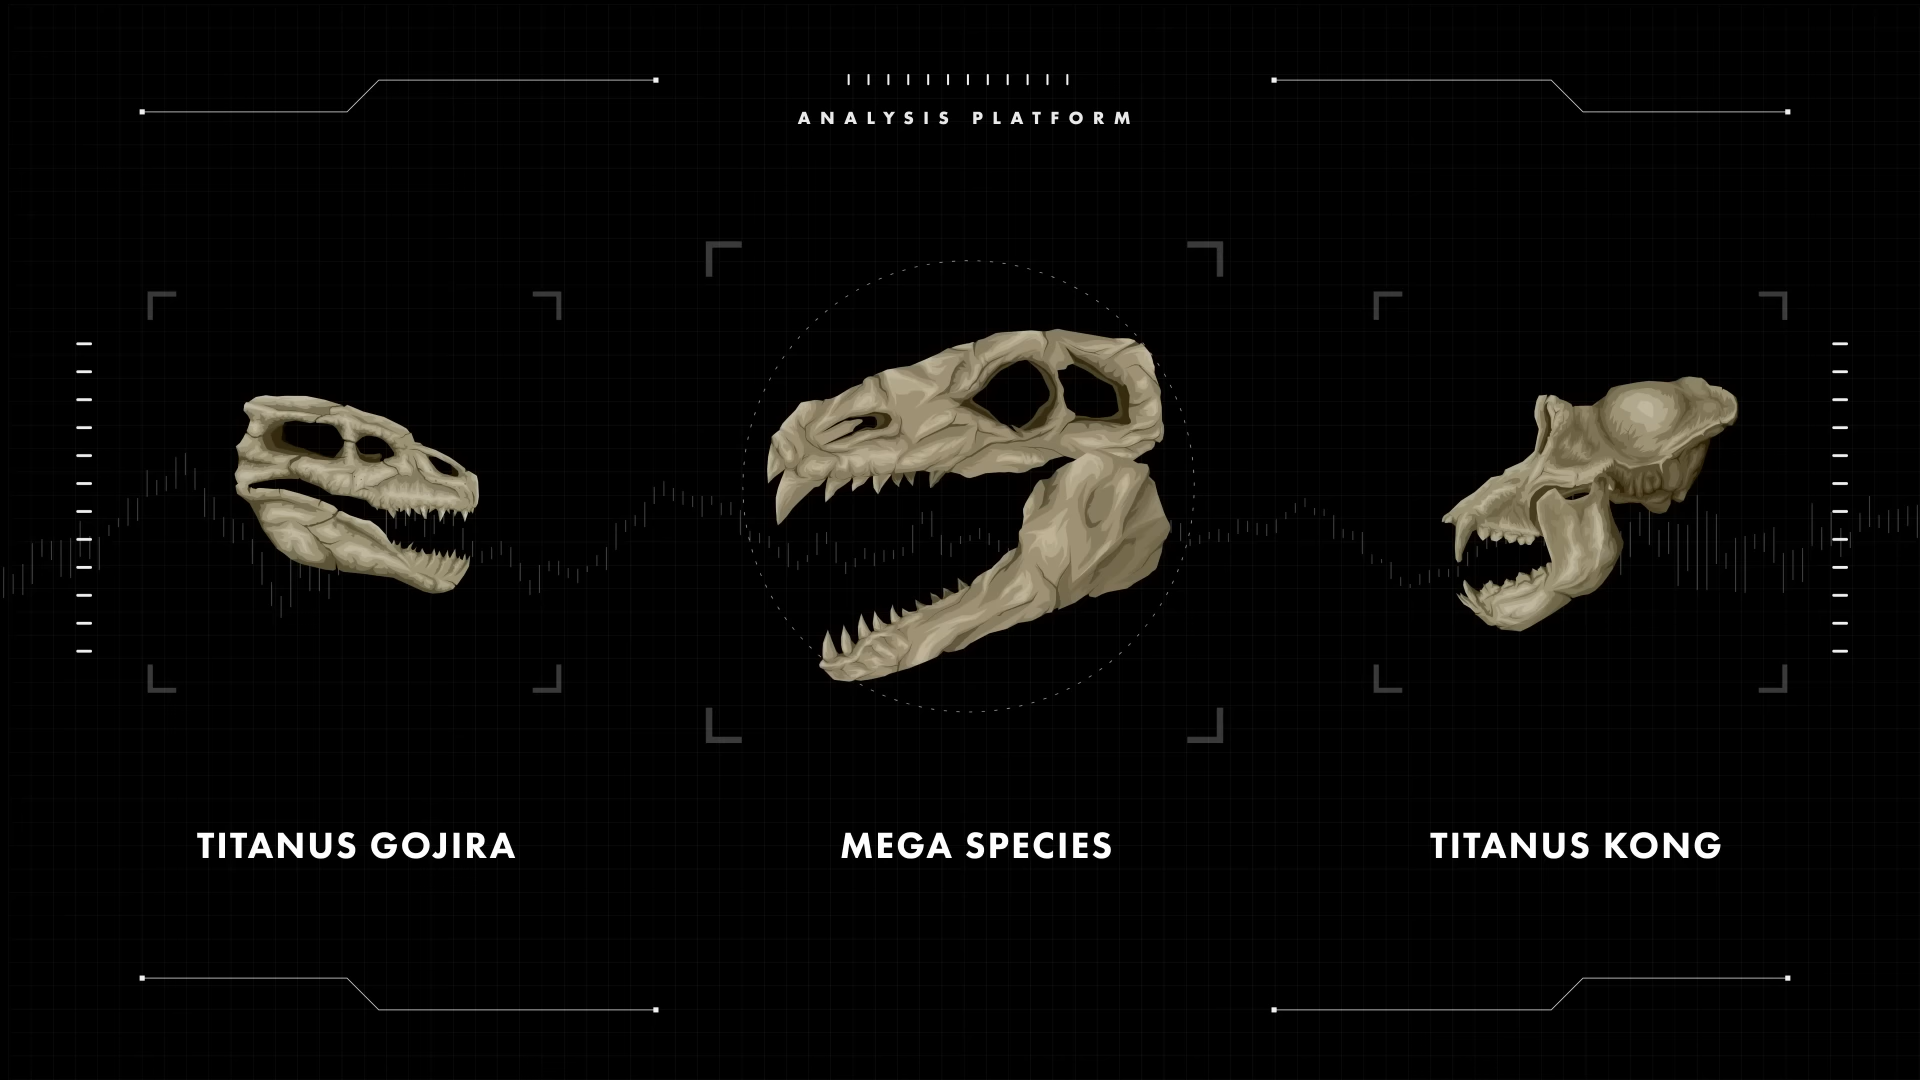 ANALYSIS PLATFORM
TITANUS GOJIRA
MEGA SPECIES
TITANUS KONG